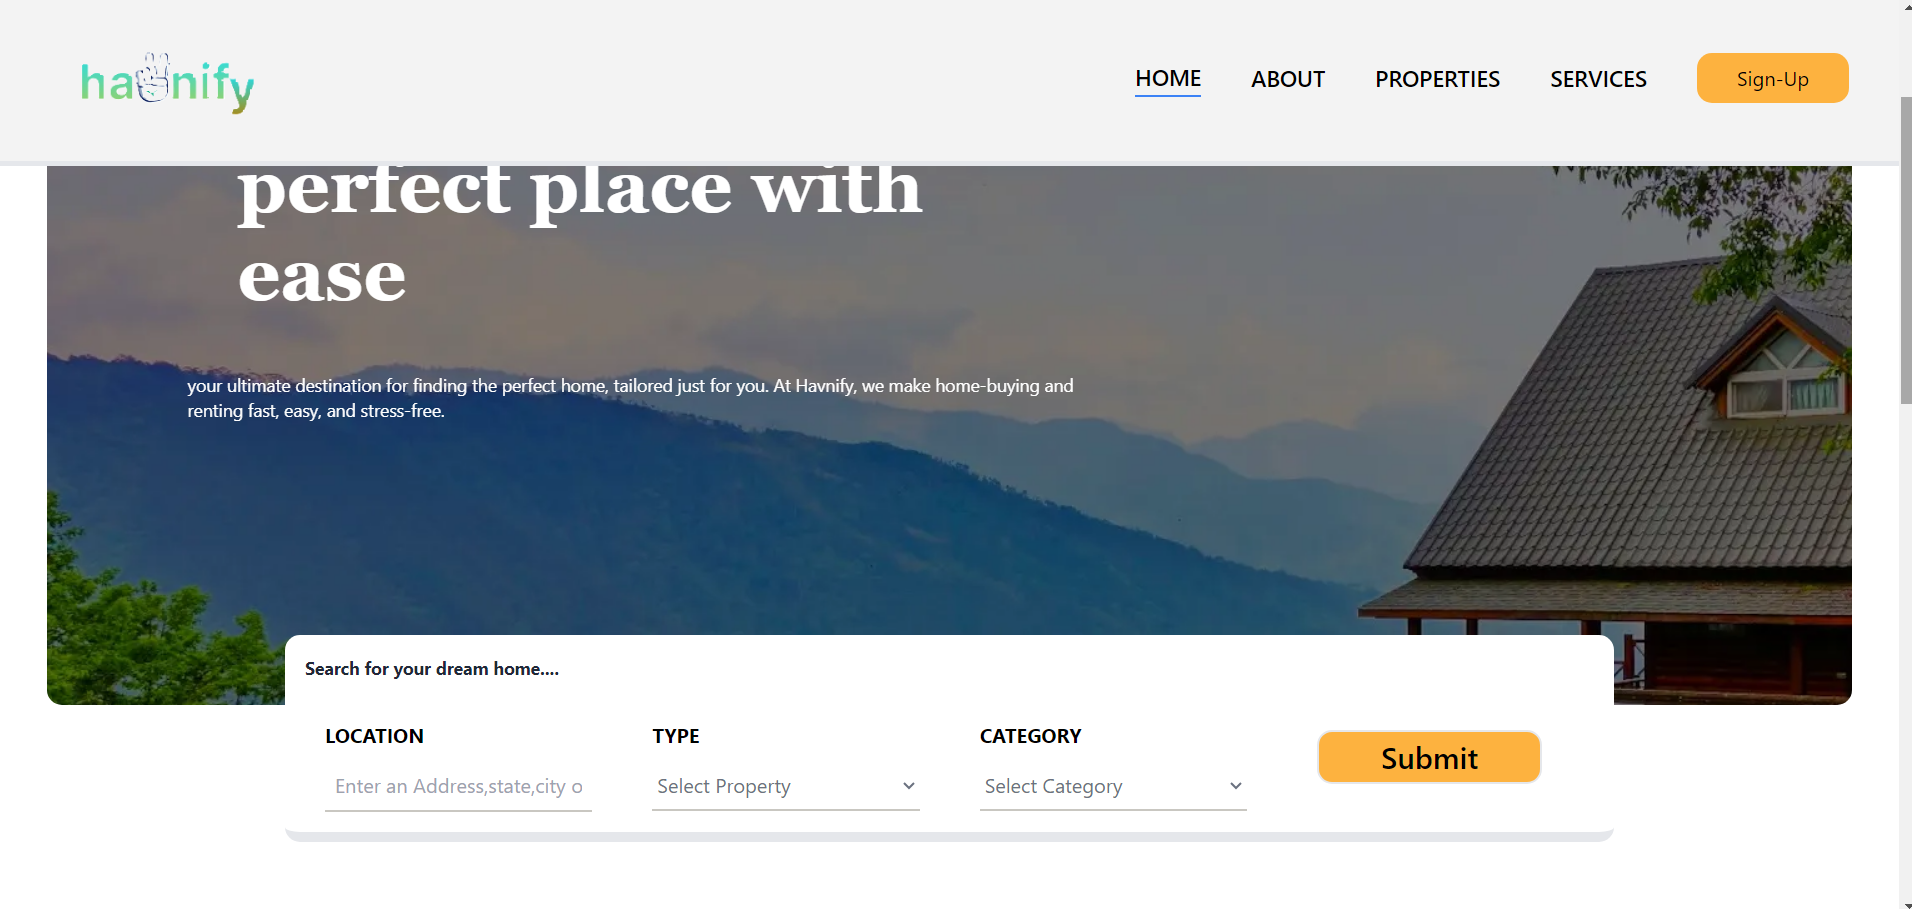 havnify
HOME ABOUT PROPERTIES SERVICES Sign-Up
perfect place with
ease
your ultimate destination for finding the perfect home, tailored just for you. At Havnify, we make home-buying and
renting fast, easy, and stress-free.
Search for your dream home....
LOCATION TYPE CATEGORY
Submit
Enter an Address,state,city o Select Property Select Category